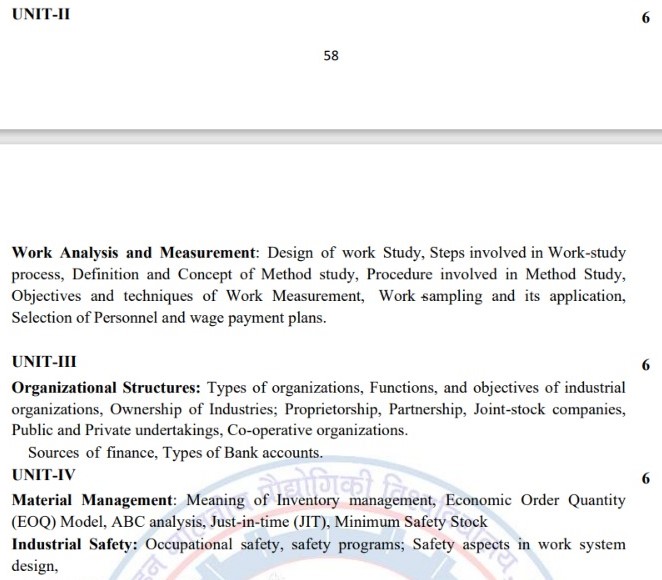 UNIT-II 6
58
Work Analysis and Measurement: Design of work Study, Steps involved in Work-study
process, Definition and Concept of Method study, Procedure involved in Method Study,
Objectives and techniques of Work Measurement, Work sampling and its application,
Selection of Personnel and wage payment plans.
UNIT-III 6
Organizational Structures: Types of organizations, Functions, and objectives of industrial
organizations, Ownership of Industries; Proprietorship, Partnership, Joint-stock companies,
Public and Private undertakings, Co-operative organizations.
Sources of finance, Types of Bank accounts.
UNIT-IV 6
Material Management: Meaning of Inventory management, Economic Order Quantity
(EOQ) Model, ABC analysis, Just-in-time (JIT), Minimum Safety Stock
Industrial Safety: Occupational safety, safety programs; Safety aspects in work system
design,